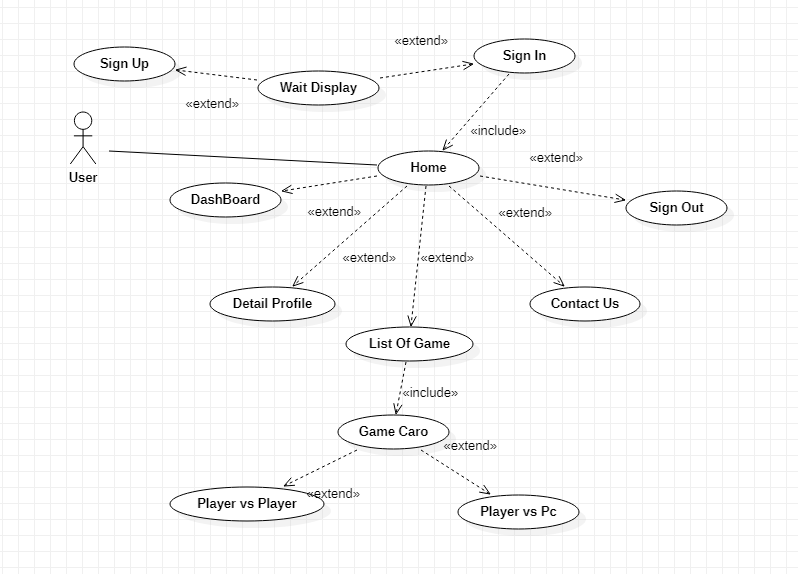 «extend»
Sign In
Sign Up
Wait Display
«extend»
«include»
«extend»
Home
User
DashBoard
«extend»
«extend»
Sign Out
«extend»
«extend»
Detail Profile
Contact Us
List Of Game
«include»
Game Caro
«extend»
«extend»
Player vs Player
Player vs Pc